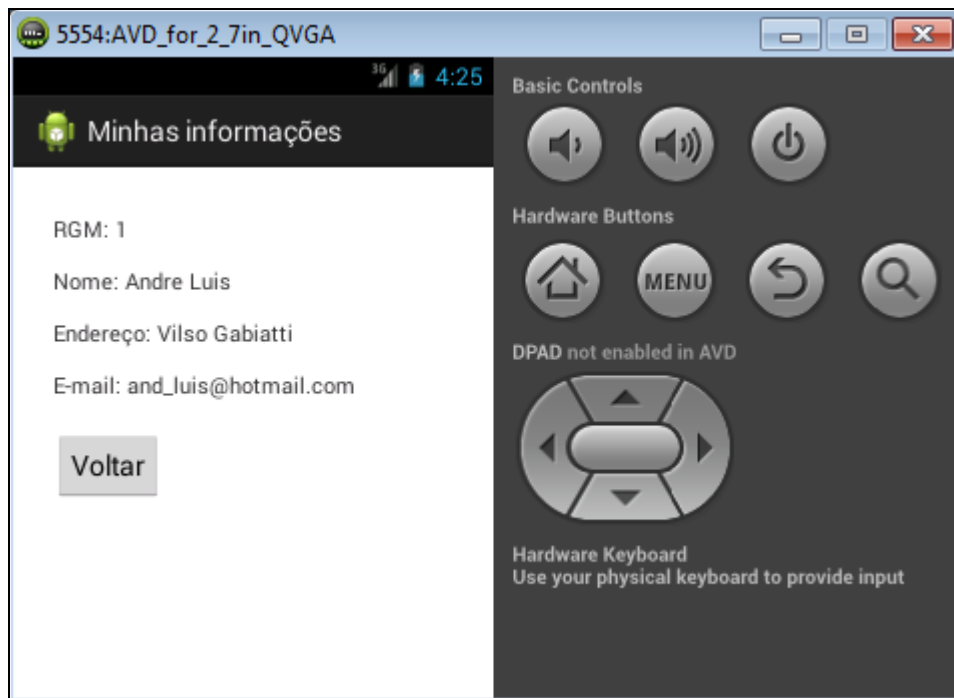 5554:AVD_for_2_7in_QVGA
3G 4:25
Minhas informações
RGM: 1
Nome: Andre Luis
Endereço: Vilso Gabiatti
E-mail: and_luis@hotmail.com
Voltar
Basic Controls
Hardware Buttons
MENU
DPAD not enabled in AVD
Hardware Keyboard
Use your physical keyboard to provide input